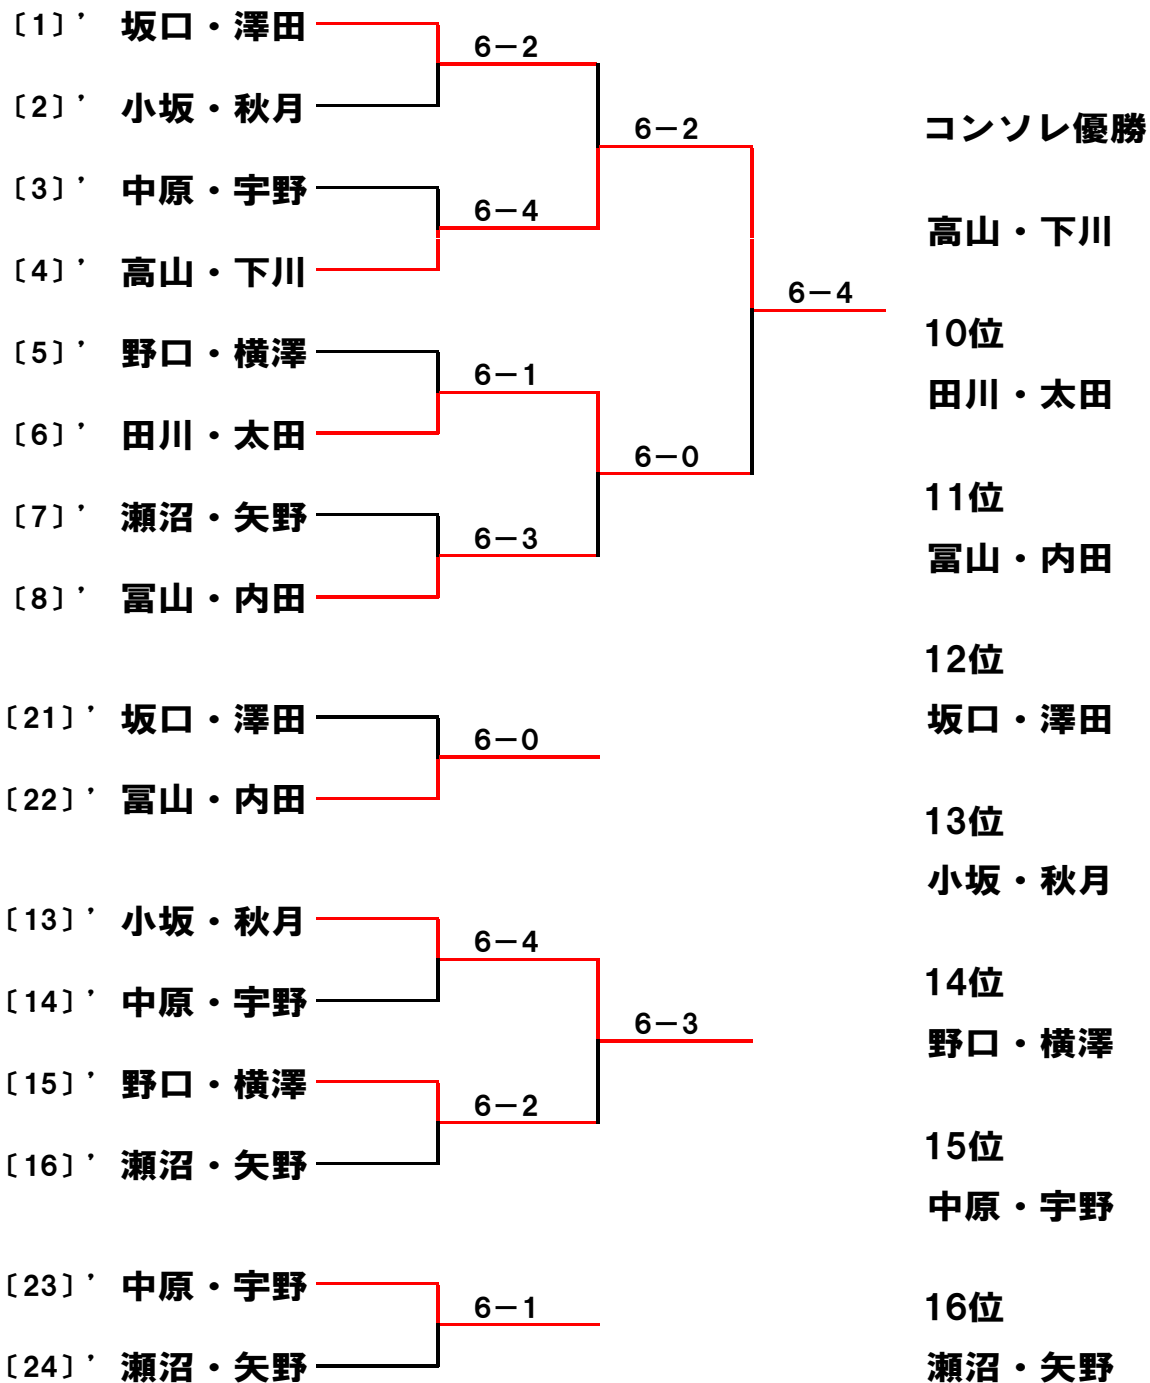 〔1〕’ 坂口・澤田
6－2
〔2〕’ 小坂・秋月
6－2
〔3〕’ 中原・宇野
6－4
〔4〕’ 高山・下川
6－4
〔5〕’ 野口・横澤
6－1
〔6〕’ 田川・太田
6－0
〔7〕’ 瀬沼・矢野
6－3
〔8〕’ 冨山・内田
〔21〕’ 坂口・澤田
6－0
〔22〕’ 冨山・内田
〔13〕’ 小坂・秋月
6－4
〔14〕’ 中原・宇野
6－3
〔15〕’ 野口・横澤
6－2
〔16〕’ 瀬沼・矢野
〔23〕’ 中原・宇野
6－1
〔24〕’ 瀬沼・矢野
コンソレ優勝
高山・下川
10位
田川・太田
11位
冨山・内田
12位
坂口・澤田
13位
小坂・秋月
14位
野口・横澤
15位
中原・宇野
16位
瀬沼・矢野